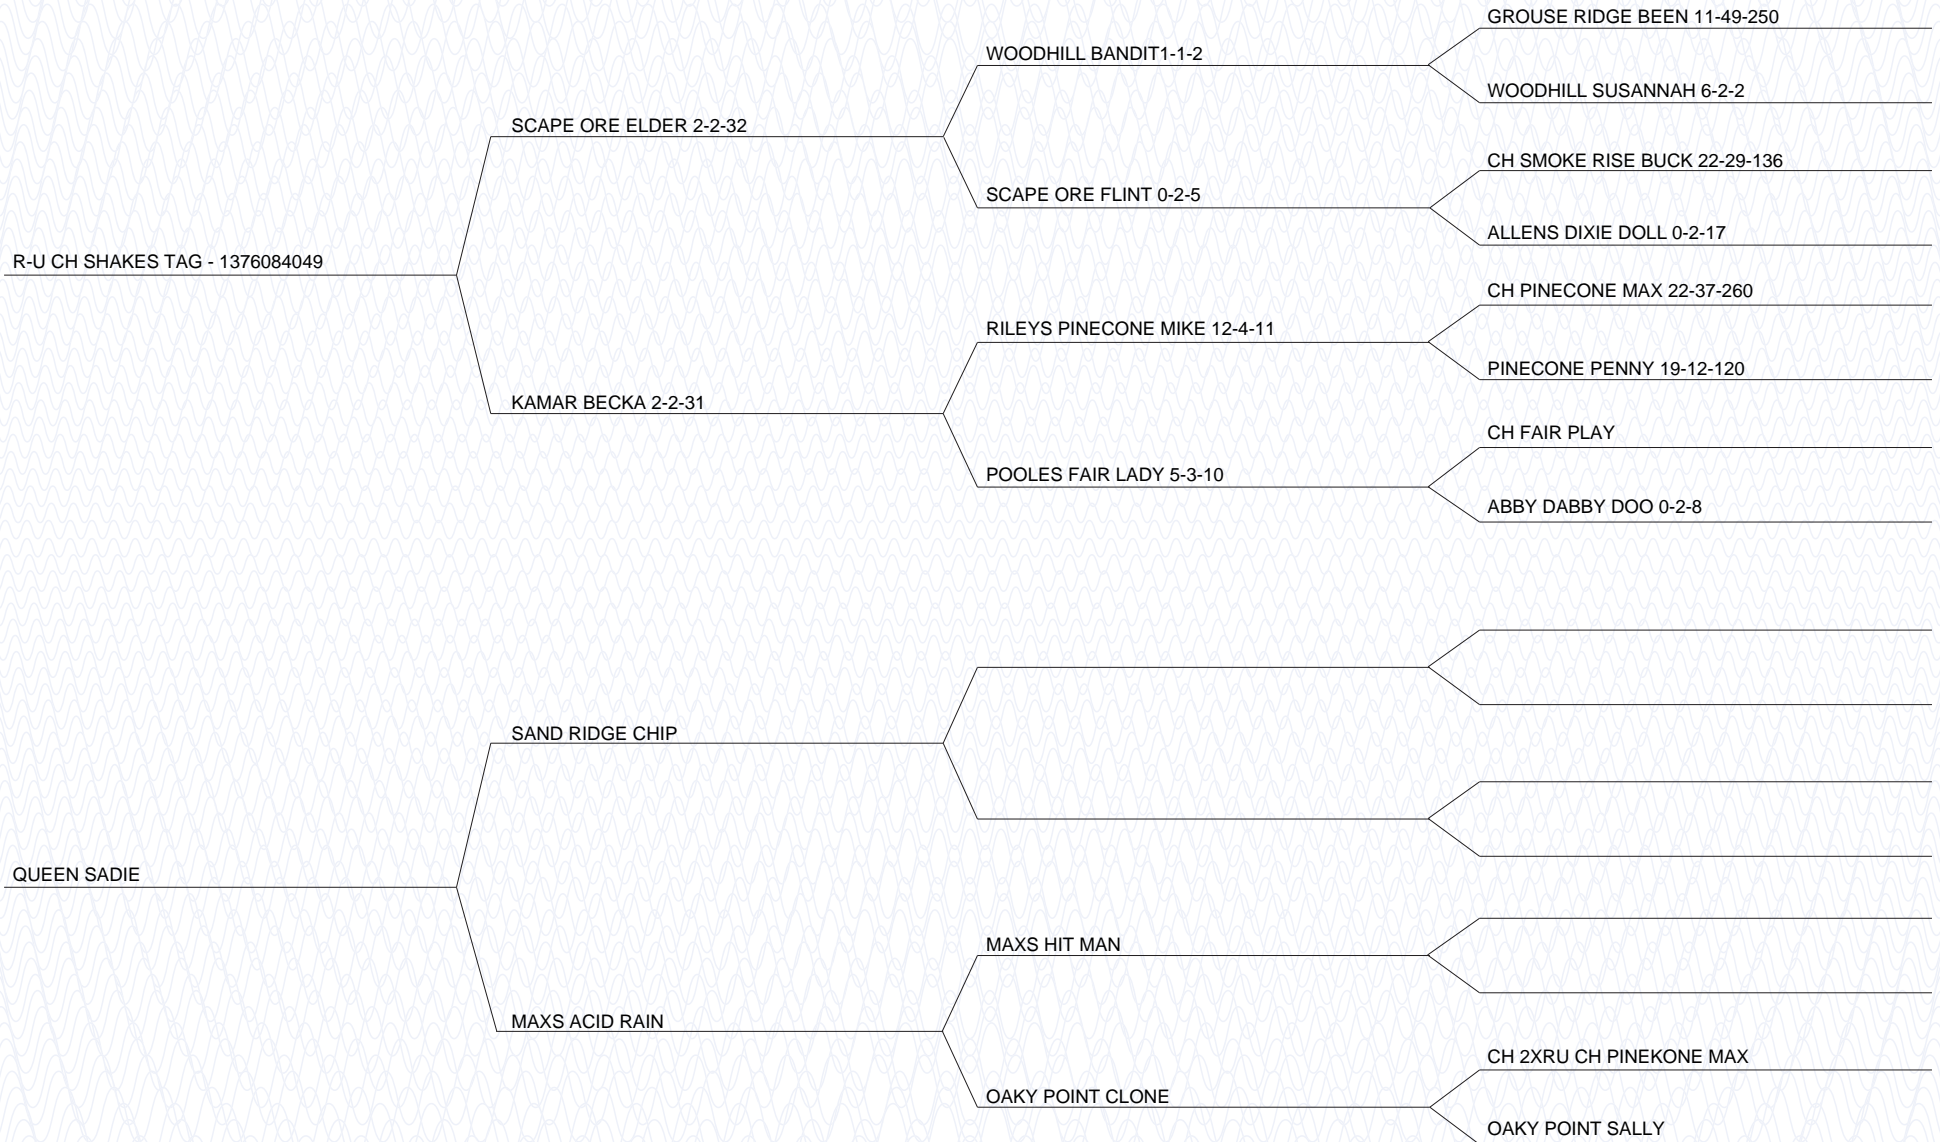 GROUSE RIDGE BEEN 11-49-250
WOODHILL BANDIT1-1-2
WOODHILL SUSANNAH 6-2-2
SCAPE ORE ELDER 2-2-32
CH SMOKE RISE BUCK 22-29-136
SCAPE ORE FLINT 0-2-5
ALLENS DIXIE DOLL 0-2-17
R-U CH SHAKES TAG - 1376084049
CH PINECONE MAX 22-37-260
RILEYS PINECONE MIKE 12-4-11
PINECONE PENNY 19-12-120
KAMAR BECKA 2-2-31
CH FAIR PLAY
POOLES FAIR LADY 5-3-10
ABBY DABBY DOO 0-2-8
SAND RIDGE CHIP
QUEEN SADIE
MAXS HIT MAN
MAXS ACID RAIN
CH 2XRU CH PINEKONE MAX
OAKY POINT CLONE
OAKY POINT SALLY